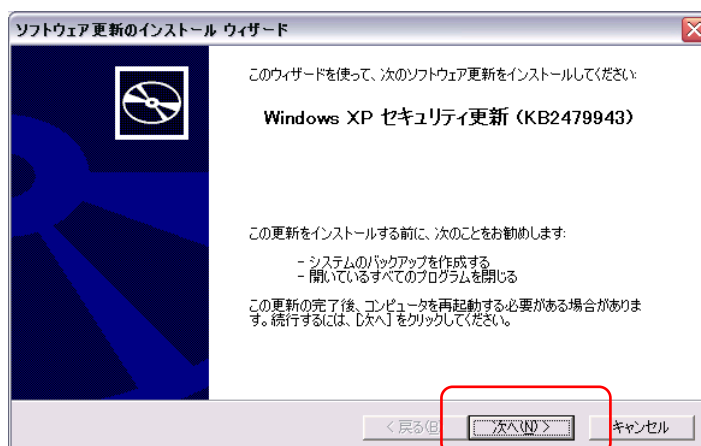 ソフトウェア更新のインストール ウィザード
このウィザードを使って、次のソフトウェア更新をインストールしてください:
Windows XP セキュリティ更新 (KB2479943)
この更新をインストールする前に、次のことをお勧めします:
- システムのバックアップを作成する
- 開いているすべてのプログラムを閉じる
この更新の完了後、コンピュータを再起動する必要がある場合がありま
す。続行するには、[次へ] をクリックしてください。
< 戻る(B) 次へ(N) > キャンセル